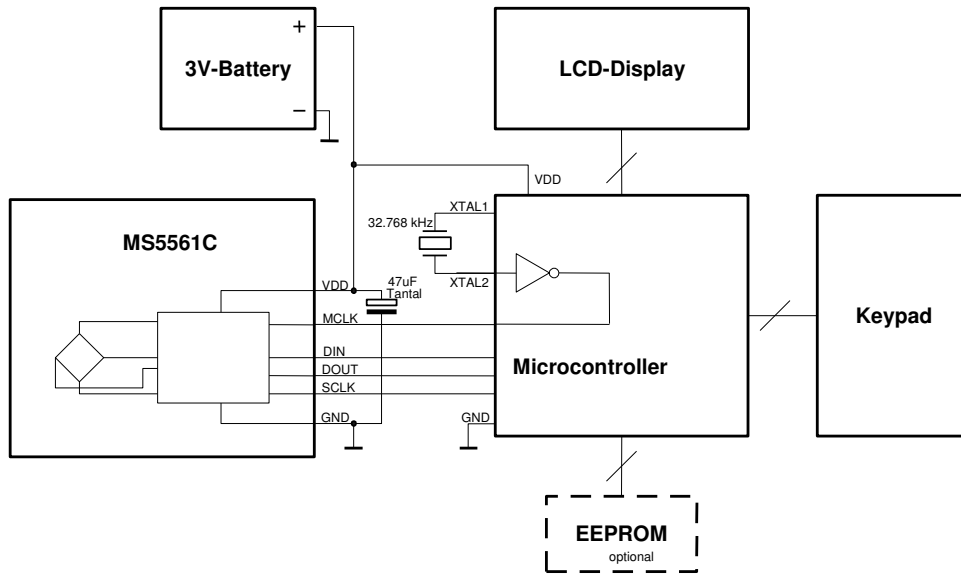 +
3V-Battery
−
LCD-Display
VDD
XTAL1
32.768 kHz
XTAL2
MS5561C
VDD
47uF
Tantal
MCLK
DIN
DOUT
SCLK
GND
GND
Microcontroller
Keypad
EEPROM
optional